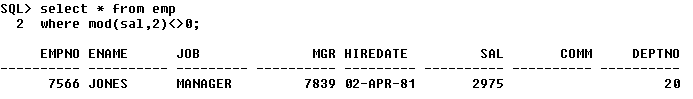 SQL> select * from emp
  2  where mod(sal,2)<>0;
     EMPNO ENAME      JOB              MGR HIREDATE         SAL       COMM     DEPTNO
---------- ---------- --------- ---------- --------- ---------- ---------- ----------
      7566 JONES      MANAGER         7839 02-APR-81       2975                    20